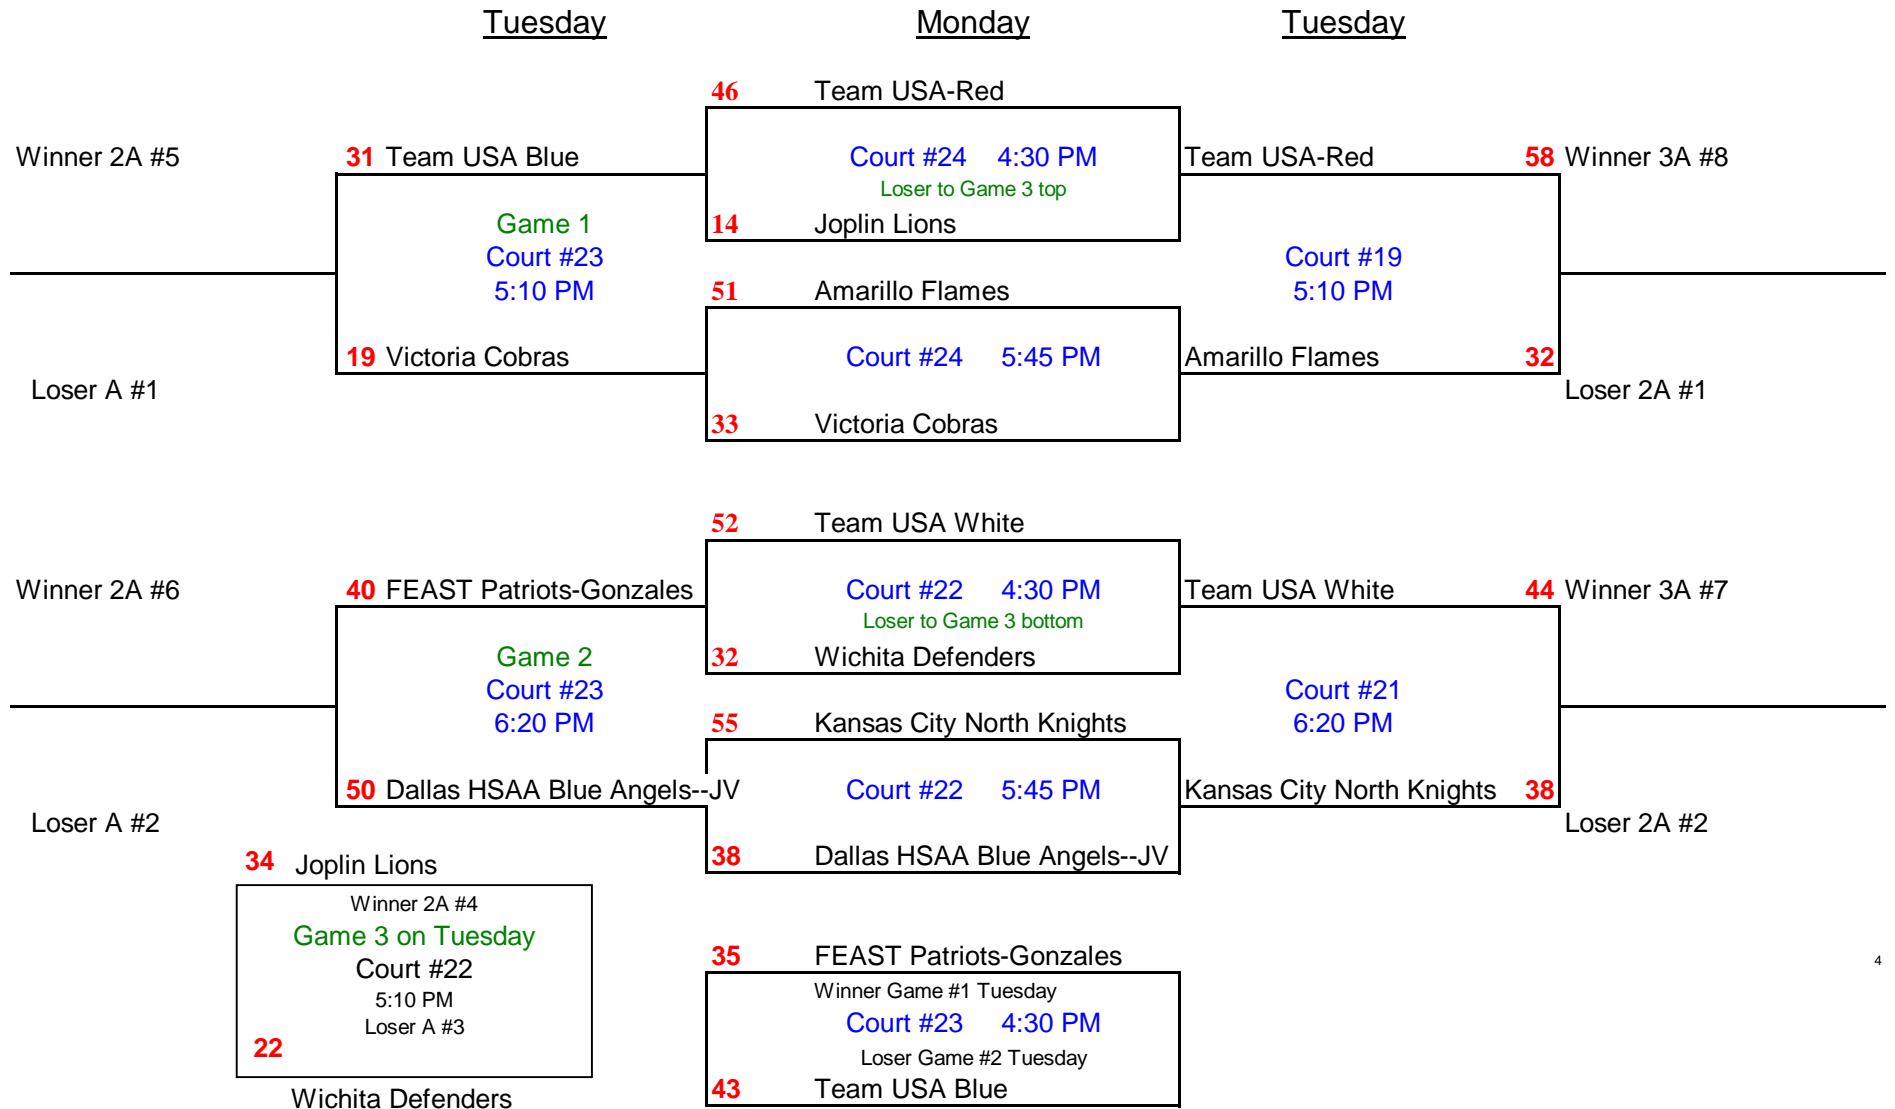 Tuesday Monday Tuesday
46 Team USA-Red
Winner 2A #5 31 Team USA Blue Court #24 4:30 PM Team USA-Red 58 Winner 3A #8
Loser to Game 3 top
Game 1 14 Joplin Lions
Court #23 Court #19
5:10 PM 51 Amarillo Flames 5:10 PM
19 Victoria Cobras Court #24 5:45 PM Amarillo Flames 32
Loser A #1 Loser 2A #1
33 Victoria Cobras
52 Team USA White
Winner 2A #6 40 FEAST Patriots-Gonzales Court #22 4:30 PM Team USA White 44 Winner 3A #7
Loser to Game 3 bottom
Game 2 32 Wichita Defenders
Court #23 Court #21
6:20 PM 55 Kansas City North Knights 6:20 PM
50 Dallas HSAA Blue Angels--JV Court #22 5:45 PM Kansas City North Knights 38
Loser A #2 Loser 2A #2
34 Joplin Lions 38 Dallas HSAA Blue Angels--JV
Winner 2A #4
Game 3 on Tuesday
35 FEAST Patriots-Gonzales
Court #22 4
Winner Game #1 Tuesday
5:10 PM
Court #23 4:30 PM
Loser A #3
22
Loser Game #2 Tuesday
43 Team USA Blue
Wichita Defenders